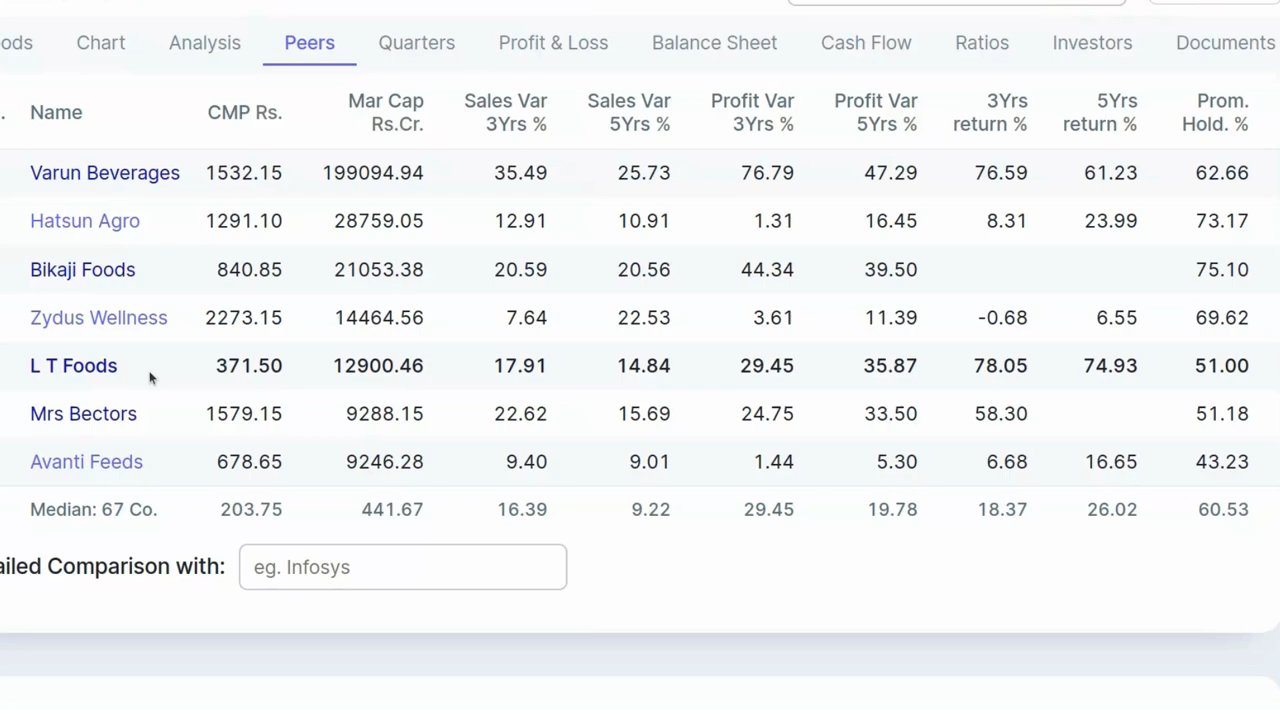 ods Chart Analysis Peers Quarters Profit & Loss Balance Sheet Cash Flow Ratios Investors Documents
. Name CMP Rs. Mar Cap Rs.Cr. Sales Var 3Yrs % Sales Var 5Yrs % Profit Var 3Yrs % Profit Var 5Yrs % 3Yrs return % 5Yrs return % Prom. Hold. %
Varun Beverages 1532.15 199094.94 35.49 25.73 76.79 47.29 76.59 61.23 62.66
Hatsun Agro 1291.10 28759.05 12.91 10.91 1.31 16.45 8.31 23.99 73.17
Bikaji Foods 840.85 21053.38 20.59 20.56 44.34 39.50 75.10
Zydus Wellness 2273.15 14464.56 7.64 22.53 3.61 11.39 -0.68 6.55 69.62
L T Foods 371.50 12900.46 17.91 14.84 29.45 35.87 78.05 74.93 51.00
Mrs Bectors 1579.15 9288.15 22.62 15.69 24.75 33.50 58.30 51.18
Avanti Feeds 678.65 9246.28 9.40 9.01 1.44 5.30 6.68 16.65 43.23
Median: 67 Co. 203.75 441.67 16.39 9.22 29.45 19.78 18.37 26.02 60.53
ailed Comparison with: eg. Infosys